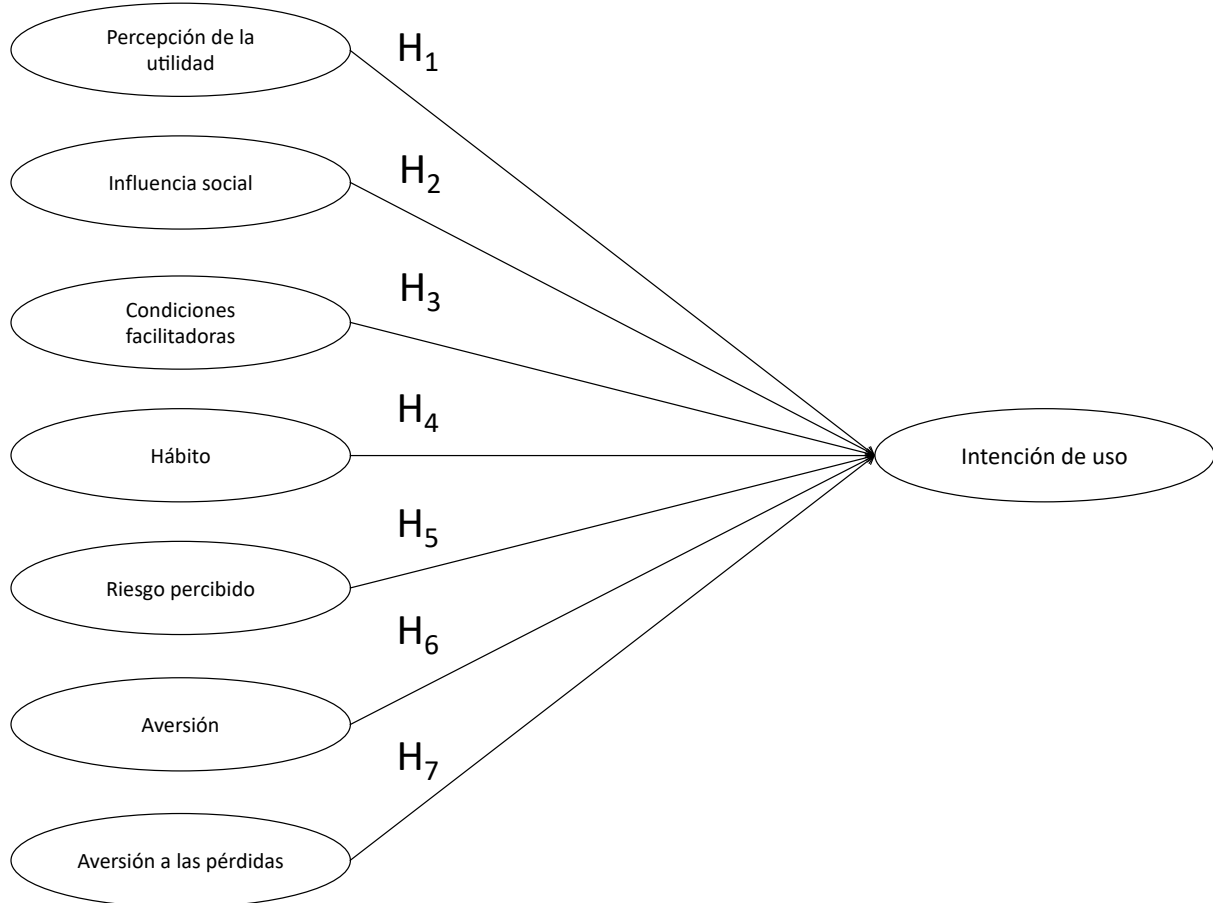 Percepción de la
utilidad
H1
Influencia social
H2
Condiciones
facilitadoras
H3
Hábito
H4
Intención de uso
Riesgo percibido
H5
Aversión
H6
Aversión a las pérdidas
H7